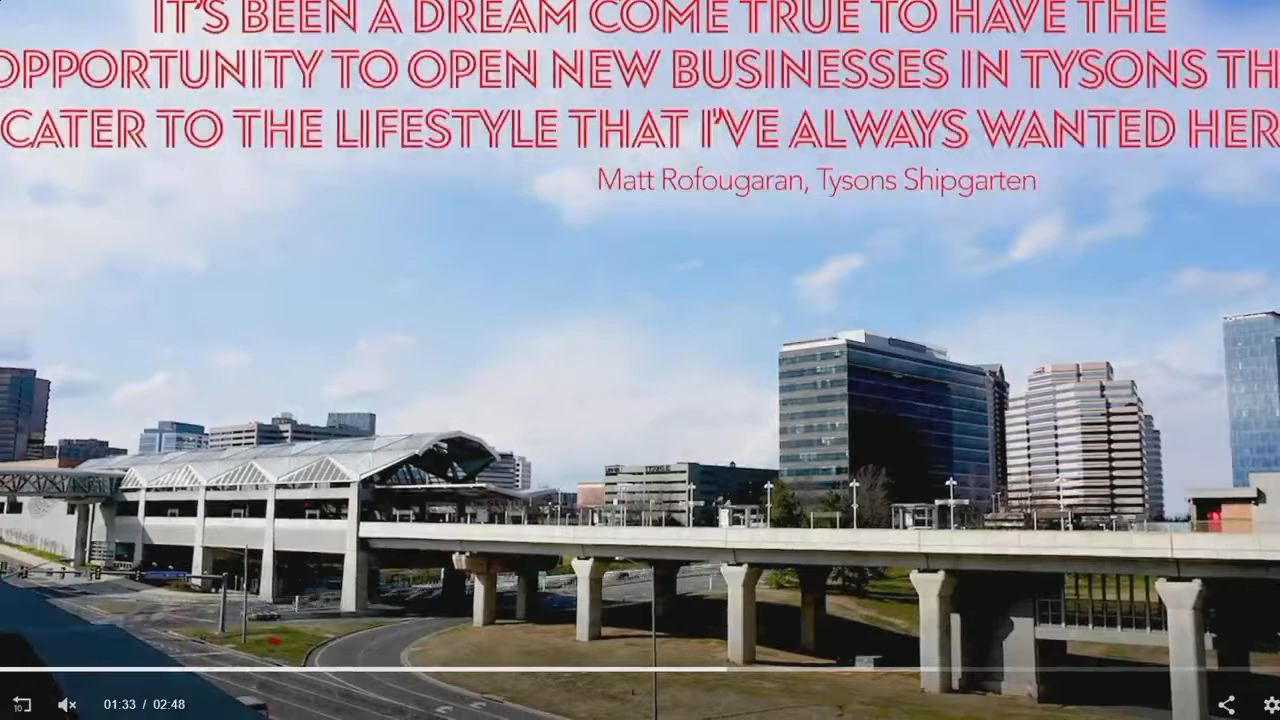 IT'S BEEN A DREAM COME TRUE TO HAVE THE
OPPORTUNITY TO OPEN NEW BUSINESSES IN TYSONS TH
CATER TO THE LIFESTYLE THAT I'VE ALWAYS WANTED HER
Matt Rofougaran, Tysons Shipgarten
10
01:33 / 02:48